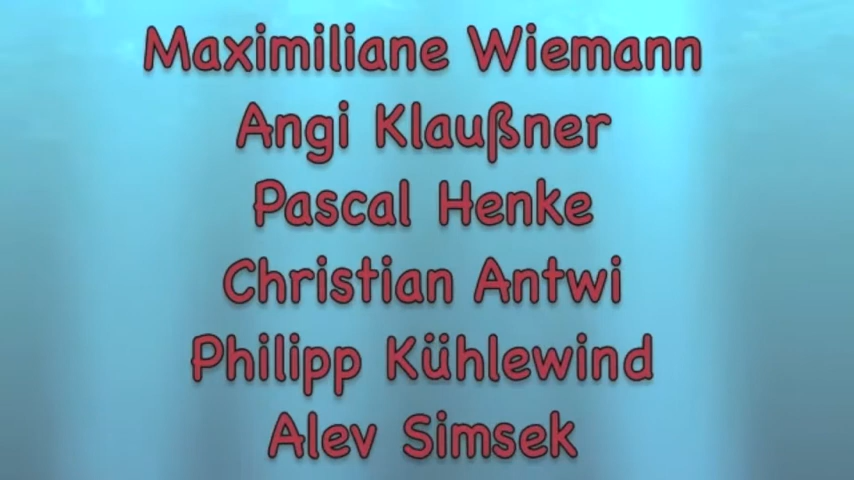 Maximiliane Wiemann
Angi Klaußner
Pascal Henke
Christian Antwi
Philipp Kühlewind
Alev Simsek